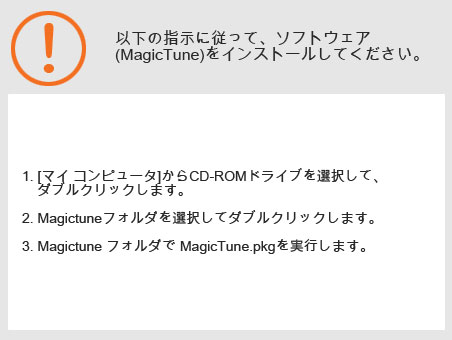 以下の指示に従って、ソフトウェア
(MagicTune)をインストールしてください。
1. [マイ コンピュータ]からCD-ROMドライブを選択して、
ダブルクリックします。
2. Magictuneフォルダを選択してダブルクリックします。
3. Magictune フォルダで MagicTune.pkgを実行します。